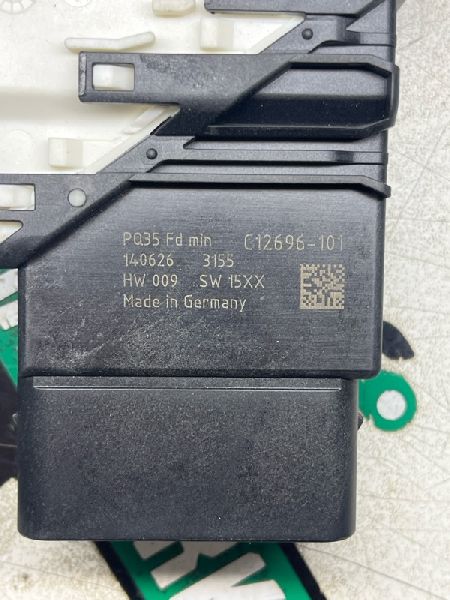 PQ35 Fd min C12696-101
140626 3155
HW 009 SW 15XX
Made in Germany